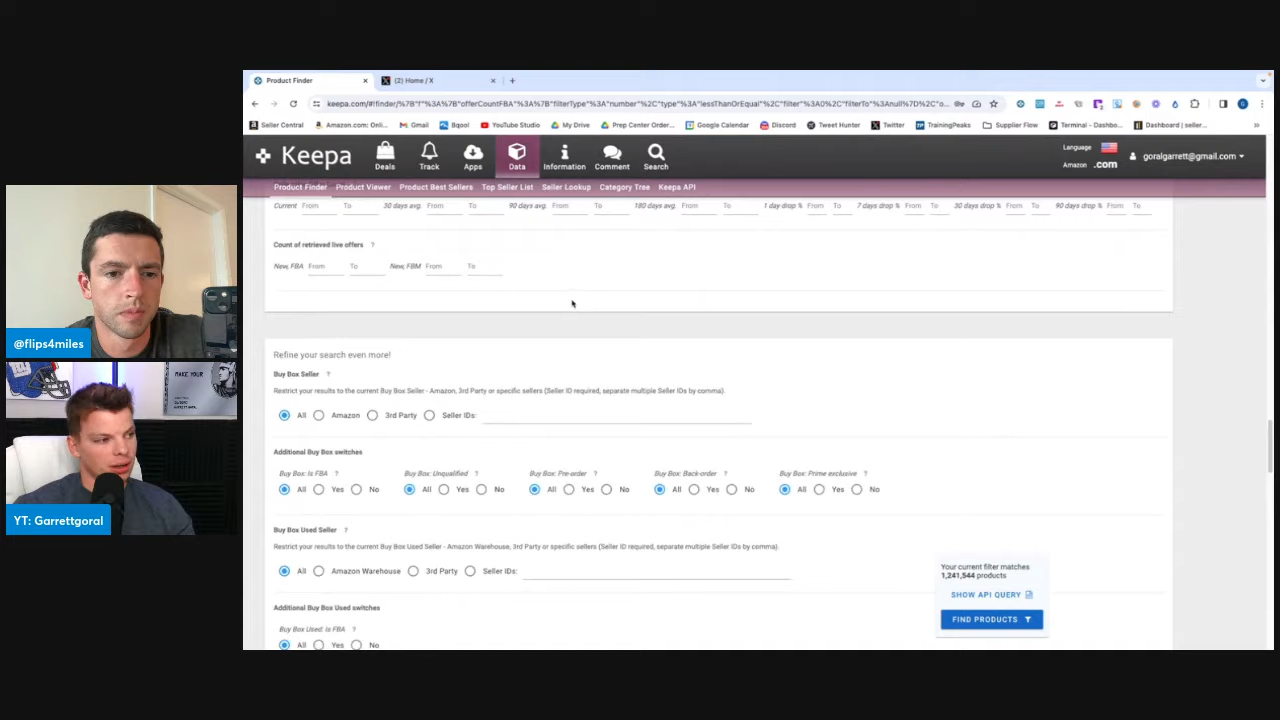 Product Finder
(2) Home / X
keepa.com/#!finder/%7B"f"%3A%7B"offerCountFBA"%3A%7B"filterType"%3A"number"%2C"type"%3A"lessThanOrEqual"%2C"filter"%3A0%2C"filterTo"%3Anull%7D%2C"o...
Seller Central
Amazon.com: Onli...
Gmail
Bqool
YouTube Studio
My Drive
Prep Center Order...
Google Calendar
Discord
Tweet Hunter
Twitter
TrainingPeaks
Supplier Flow
Terminal - Dashbo...
Dashboard | seller...
Keepa
Deals
Track
Apps
Data
Information
Comment
Search
Language
Amazon .com
goralgarrett@gmail.com
Product Finder Product Viewer Product Best Sellers Top Seller List Seller Lookup Category Tree Keepa API
Current From To 30 days avg. From To 90 days avg. From To 180 days avg. From To 1 day drop % From To 7 days drop % From To 30 days drop % From To 90 days drop % From To
Count of retrieved live offers ?
New, FBA From To New, FBM From To
Refine your search even more!
Buy Box Seller ?
Restrict your results to the current Buy Box Seller - Amazon, 3rd Party or specific sellers (Seller ID required, separate multiple Seller IDs by comma).
All Amazon 3rd Party Seller IDs:
Additional Buy Box switches
Buy Box: Is FBA ? Buy Box: Unqualified ? Buy Box: Pre-order ? Buy Box: Back-order ? Buy Box: Prime exclusive ?
All Yes No All Yes No All Yes No All Yes No All Yes No
Buy Box Used Seller ?
Restrict your results to the current Buy Box Used Seller - Amazon Warehouse, 3rd Party or specific sellers (Seller ID required, separate multiple Seller IDs by comma).
All Amazon Warehouse 3rd Party Seller IDs:
Additional Buy Box Used switches
Buy Box Used: Is FBA ?
All Yes No
Your current filter matches
1,241,544 products
SHOW API QUERY
FIND PRODUCTS
@flips4miles
MAKE YOUR
YT: Garrettgoral